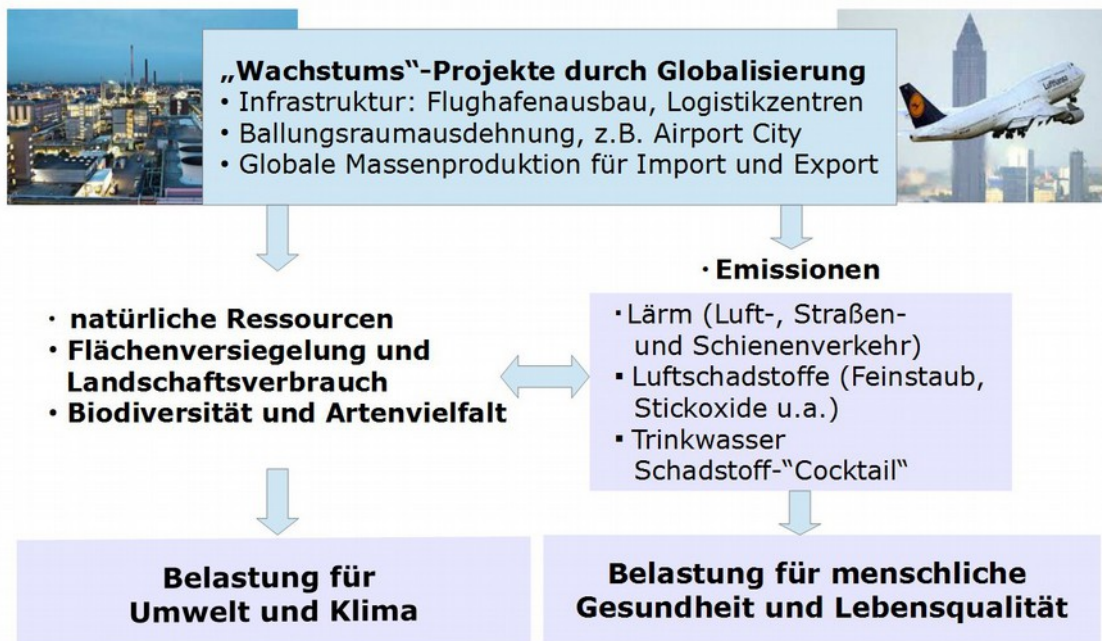 „Wachstums“-Projekte durch Globalisierung
• Infrastruktur: Flughafenausbau, Logistikzentren
• Ballungsraumausdehnung, z.B. Airport City
• Globale Massenproduktion für Import und Export
Lufthansa
· natürliche Ressourcen
• Flächenversiegelung und
Landschaftsverbrauch
• Biodiversität und Artenvielfalt
· Emissionen
▪ Lärm (Luft-, Straßen-
und Schienenverkehr)
▪ Luftschadstoffe (Feinstaub,
Stickoxide u.a.)
▪ Trinkwasser
Schadstoff-“Cocktail“
Belastung für
Umwelt und Klima
Belastung für menschliche
Gesundheit und Lebensqualität